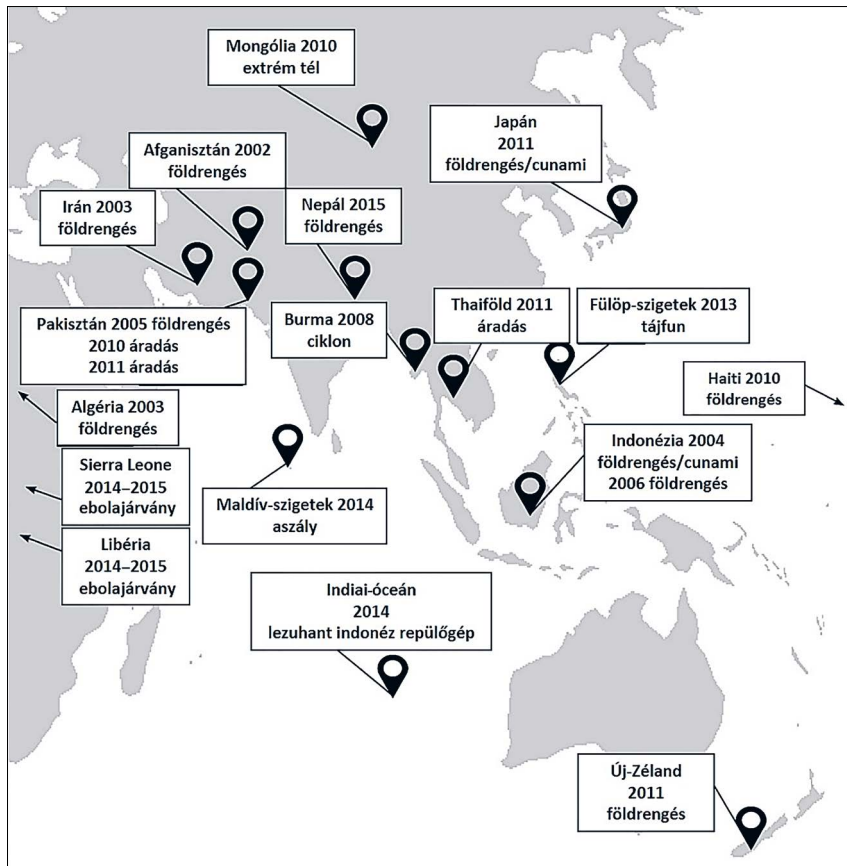 Mongólia 2010
extrém tél
Japán
2011
földrengés/cunami
Afganisztán 2002
földrengés
Irán 2003
földrengés
Nepál 2015
földrengés
Pakisztán 2005 földrengés
2010 áradás
2011 áradás
Burma 2008
ciklon
Thaiföld 2011
áradás
Fülöp-szigetek 2013
tájfun
Haiti 2010
földrengés
Algéria 2003
földrengés
Indonézia 2004
földrengés/cunami
2006 földrengés
Sierra Leone
2014–2015
ebolajárvány
Maldív-szigetek 2014
aszály
Libéria
2014–2015
ebolajárvány
Indiai-óceán
2014
lezuhant indonéz repülőgép
Új-Zéland
2011
földrengés